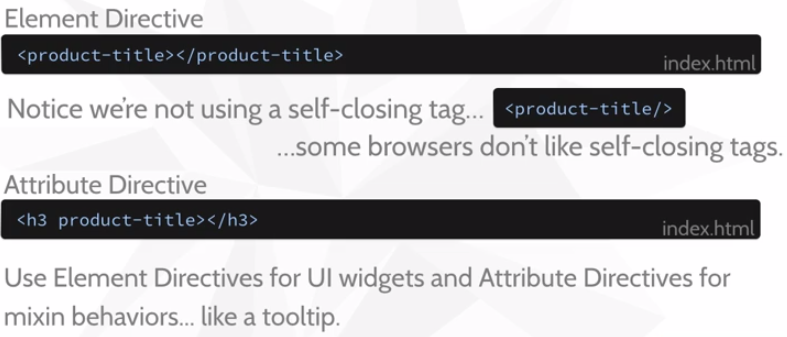 Element Directive
<product-title></product-title>
index.html
Notice we're not using a self-closing tag... <product-title/>
...some browsers don't like self-closing tags.
Attribute Directive
<h3 product-title></h3>
index.html
Use Element Directives for UI widgets and Attribute Directives for
mixin behaviors... like a tooltip.